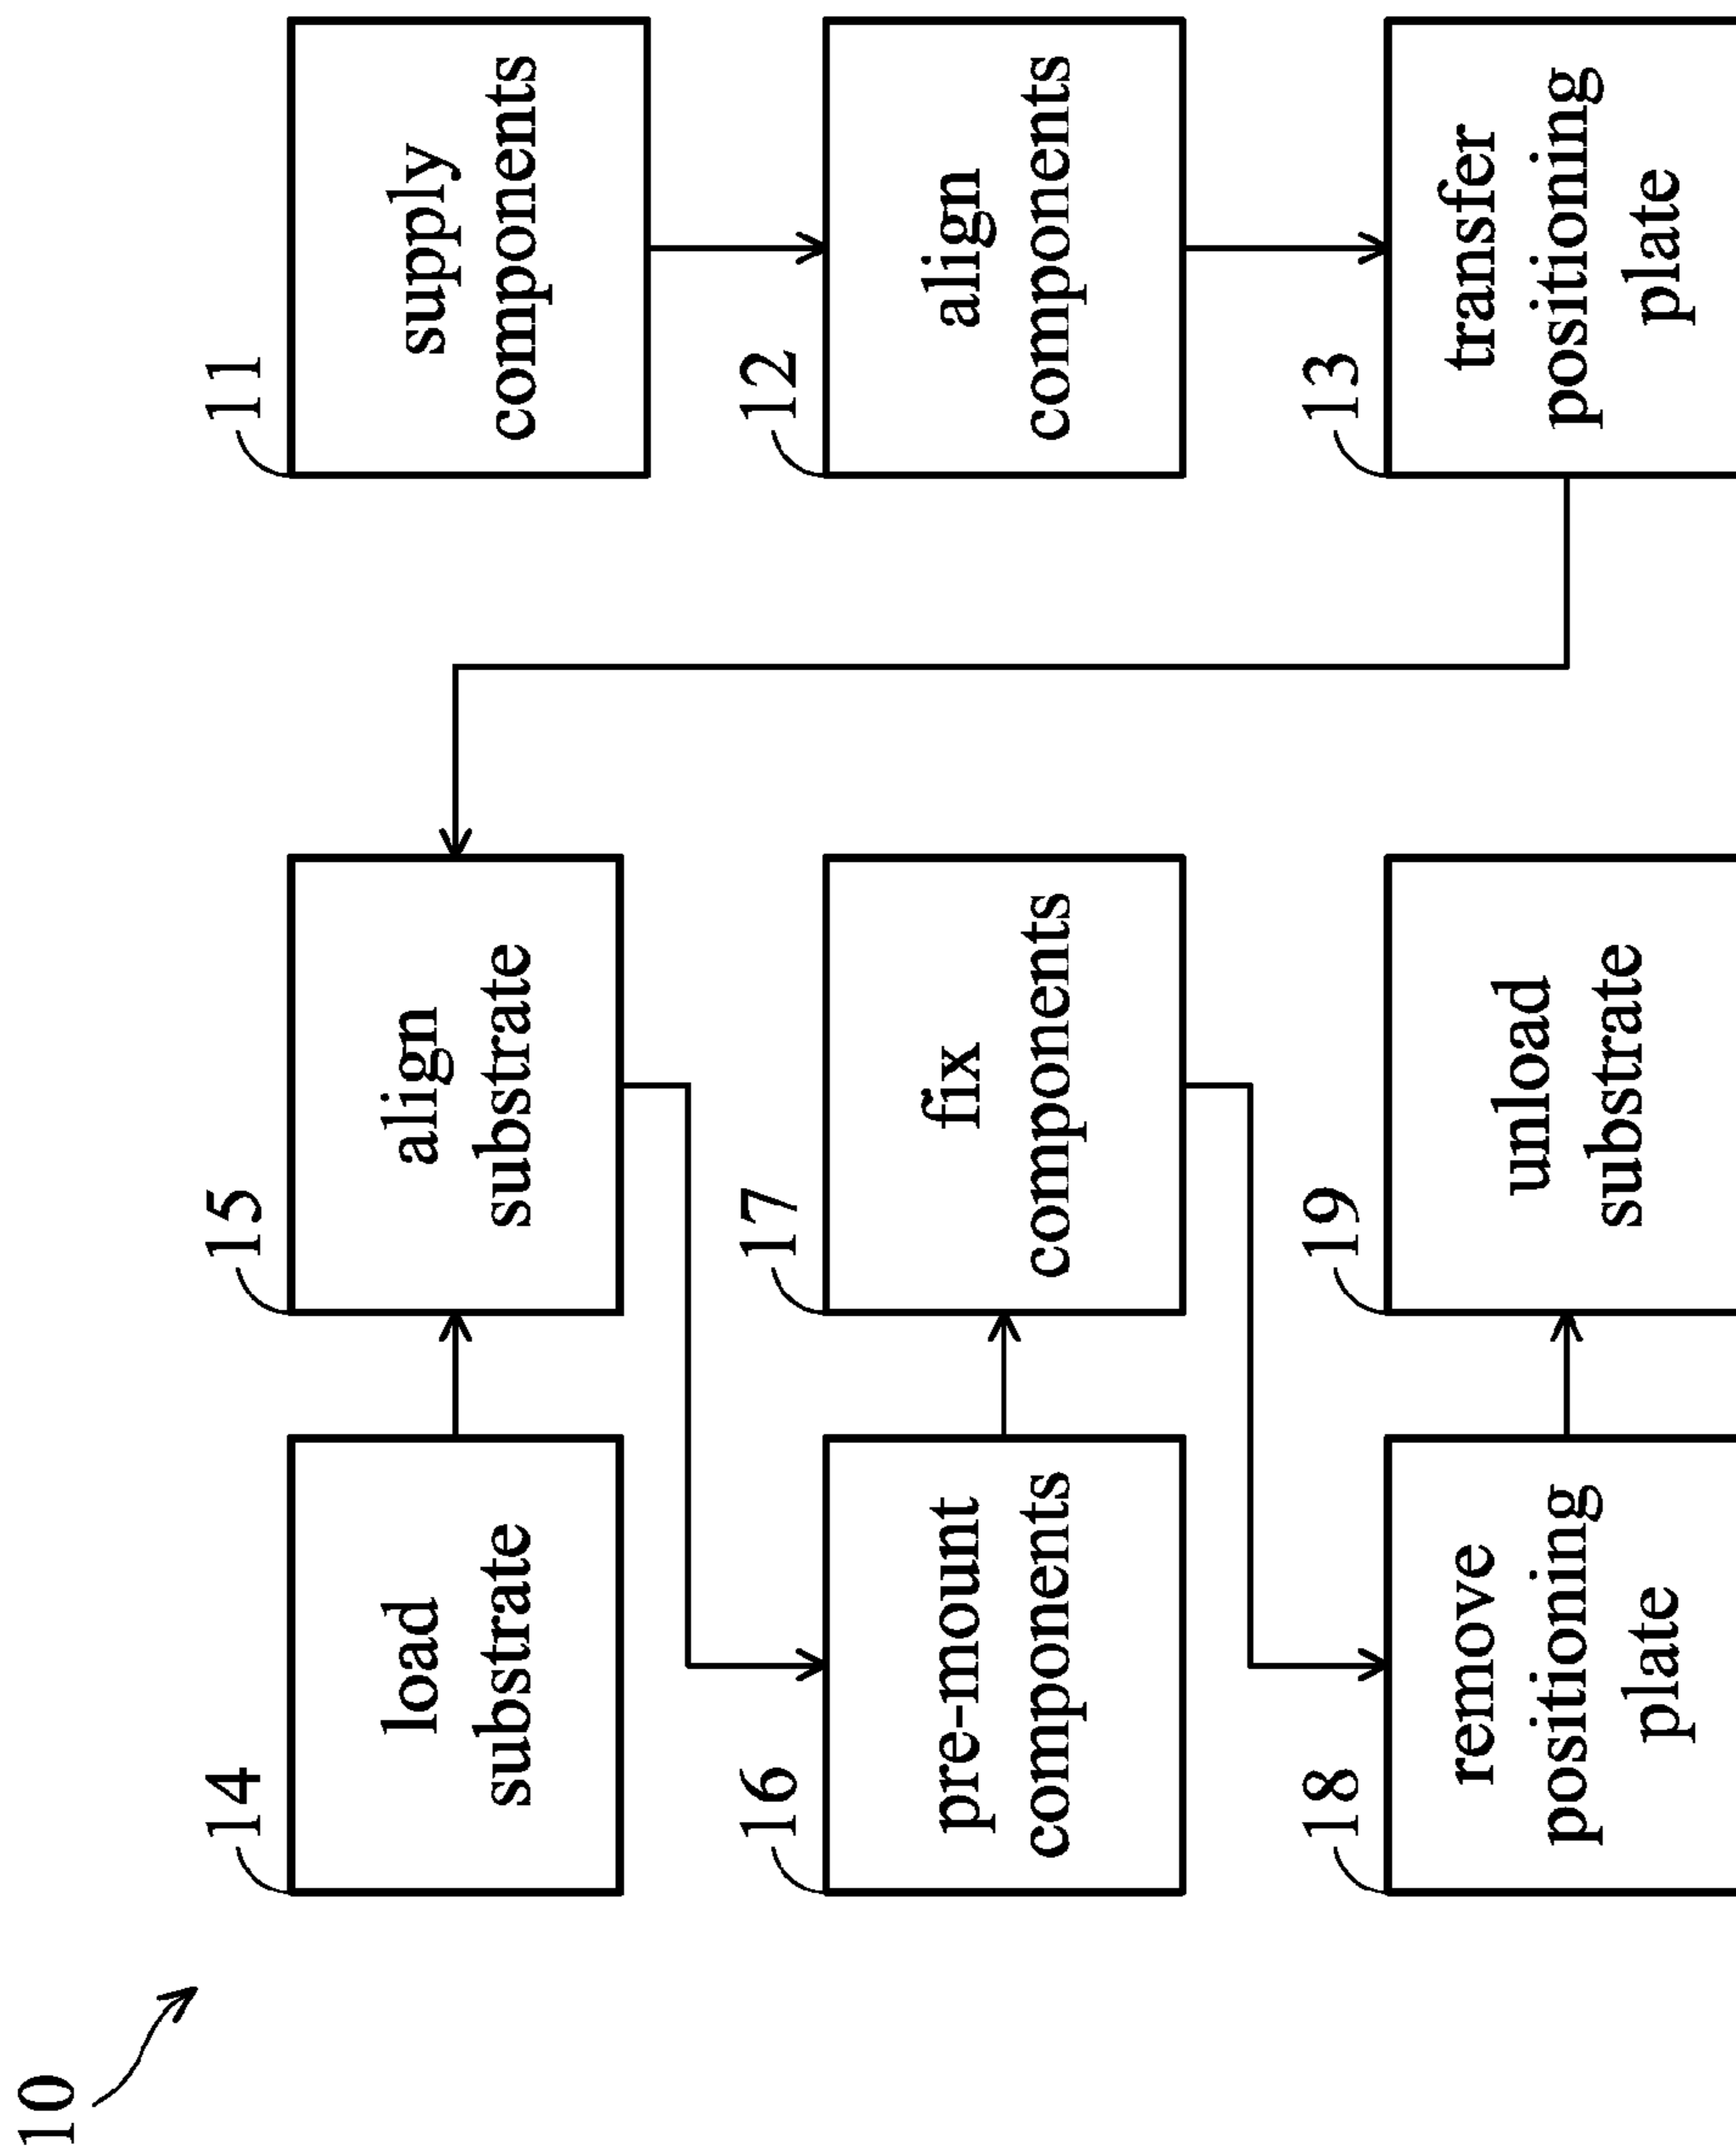 10
14
load
substrate
15
align
substrate
11
supply
components
16
pre-mount
components
17
fix
components
12
align
components
18
remove
positioning
plate
19
unload
substrate
13
transfer
positioning
plate